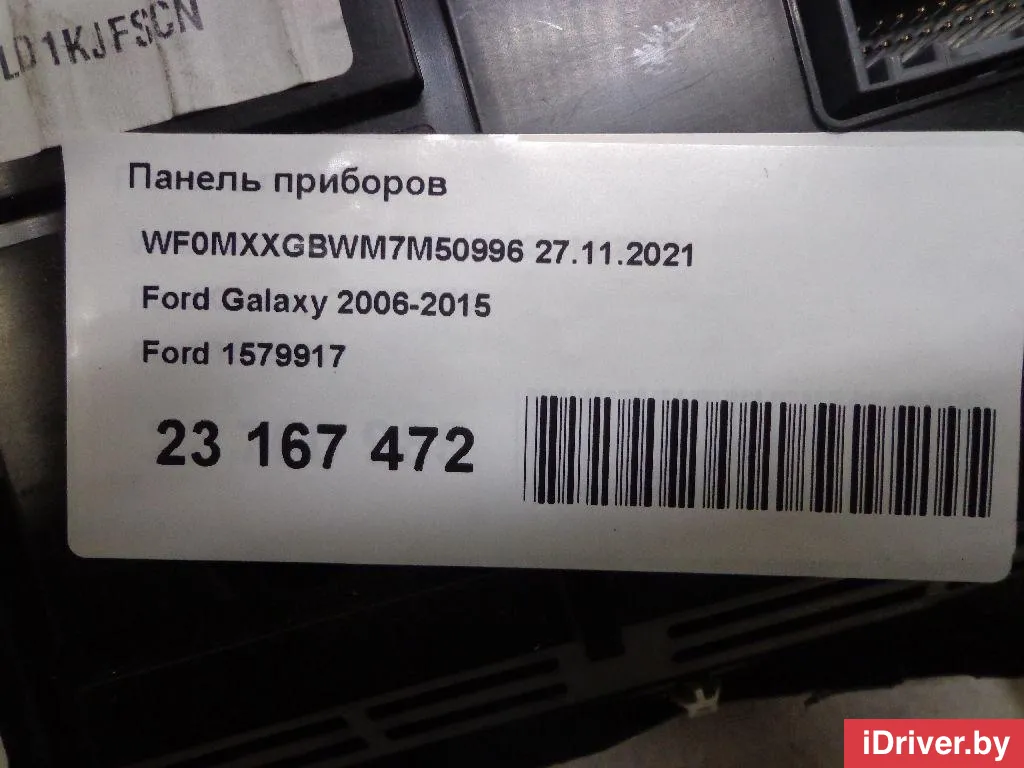 LD1KJFSCN
Панель приборов
WF0MXXGBWM7M50996 27.11.2021
Ford Galaxy 2006-2015
Ford 1579917
23 167 472
iDriver.by